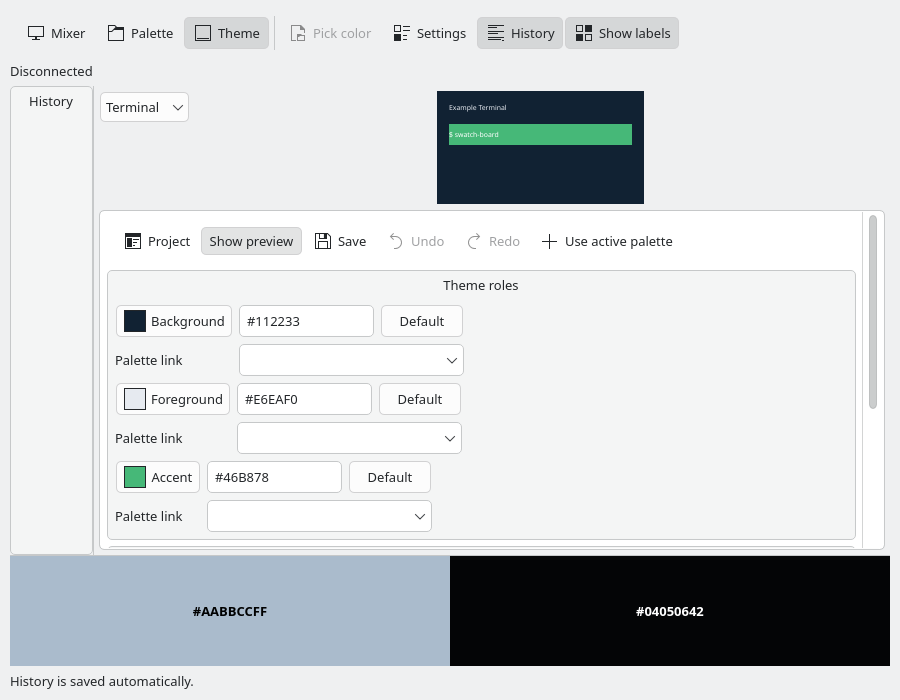 Mixer Palette Theme Pick color Settings History Show labels
Disconnected
History
Terminal
Example Terminal
$ swatch-board
Project Show preview Save Undo Redo Use active palette
Theme roles
Background #112233 Default
Palette link
Foreground #E6EAF0 Default
Palette link
Accent #46B878 Default
Palette link
#AABBCCFF #04050642
History is saved automatically.